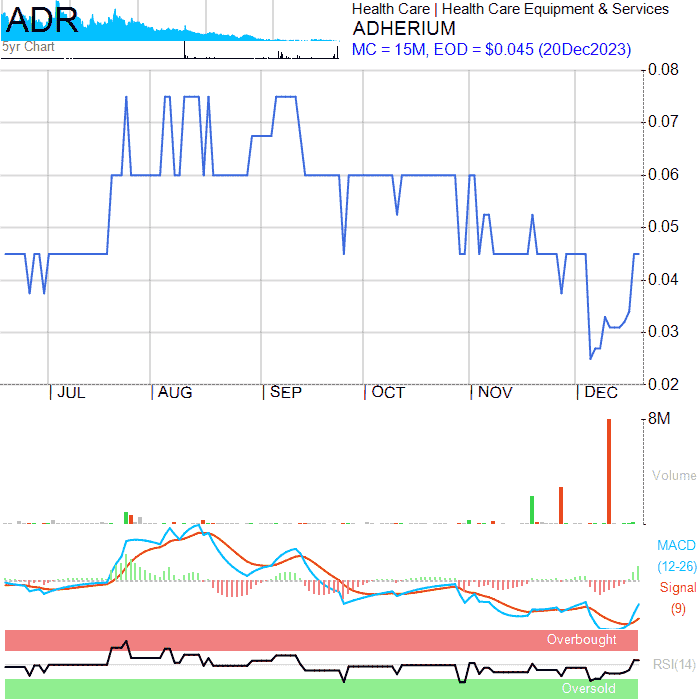 ADR
Health Care | Health Care Equipment & Services
ADHERIUM
MC = 15M, EOD = $0.045 (20Dec2023)
5yr Chart
0.08
0.07
0.06
0.05
0.04
0.03
0.02
JUL AUG SEP OCT NOV DEC
8M
Volume
MACD
(12-26)
Signal
(9)
Overbought
RSI(14)
Oversold